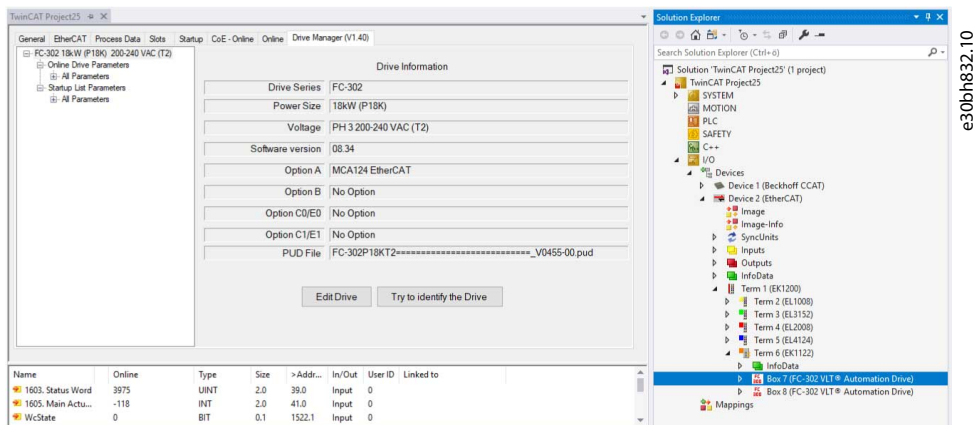 TwinCAT Project25
General EtherCAT Process Data Slots Startup CoE - Online Online Drive Manager (V1.40)
FC-302 18kW (P18K) 200-240 VAC (T2)
Online Drive Parameters
All Parameters
Startup List Parameters
All Parameters
Drive Information
Drive Series FC-302
Power Size 18kW (P18K)
Voltage PH 3 200-240 VAC (T2)
Software version 08.34
Option A MCA124 EtherCAT
Option B No Option
Option C0/E0 No Option
Option C1/E1 No Option
PUD File FC-302P18KT2==========================_V0455-00.pud
Edit Drive Try to identify the Drive
Name Online Type Size >Addr... In/Out User ID Linked to
1603. Status Word 3975 UINT 2.0 39.0 Input 0
1605. Main Actu... -118 INT 2.0 41.0 Input 0
WcState 0 BIT 0.1 1522.1 Input 0
Solution Explorer
Search Solution Explorer (Ctrl+ö)
Solution 'TwinCAT Project25' (1 project)
TwinCAT Project25
SYSTEM
MOTION
PLC
SAFETY
C++
I/O
Devices
Device 1 (Beckhoff CCAT)
Device 2 (EtherCAT)
Image
Image-Info
SyncUnits
Inputs
Outputs
InfoData
Term 1 (EK1200)
Term 2 (EL1008)
Term 3 (EL3152)
Term 4 (EL2008)
Term 5 (EL4124)
Term 6 (EK1122)
InfoData
Box 7 (FC-302 VLT® Automation Drive)
Box 8 (FC-302 VLT® Automation Drive)
Mappings
e30bh832.10